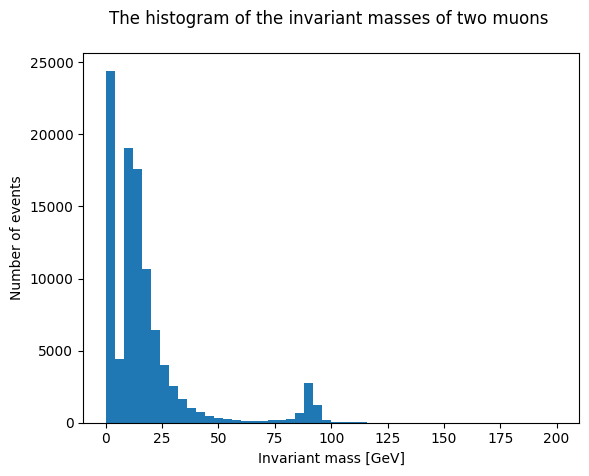 The histogram of the invariant masses of two muons
Number of events
25000
20000
15000
10000
5000
0
0 25 50 75 100 125 150 175 200
Invariant mass [GeV]